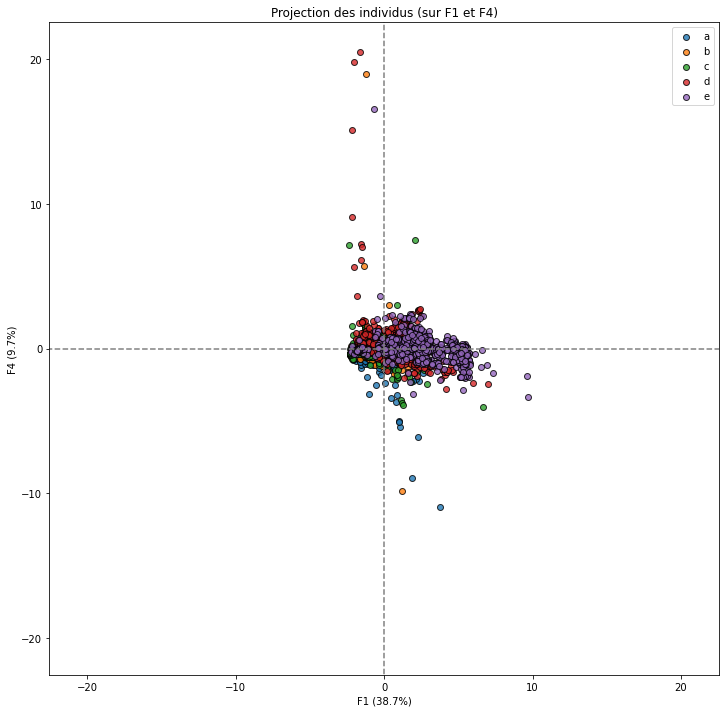 Projection des individus (sur F1 et F4)
a
b
c
d
e
20
10
0
−10
−20
F4 (9.7%)
−20
−10
0
10
20
F1 (38.7%)